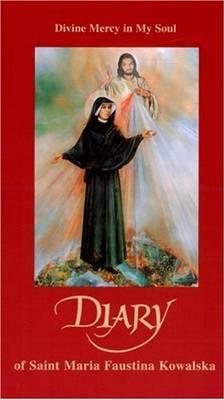 Divine Mercy in My Soul
DIARY
of Saint Maria Faustina Kowalska